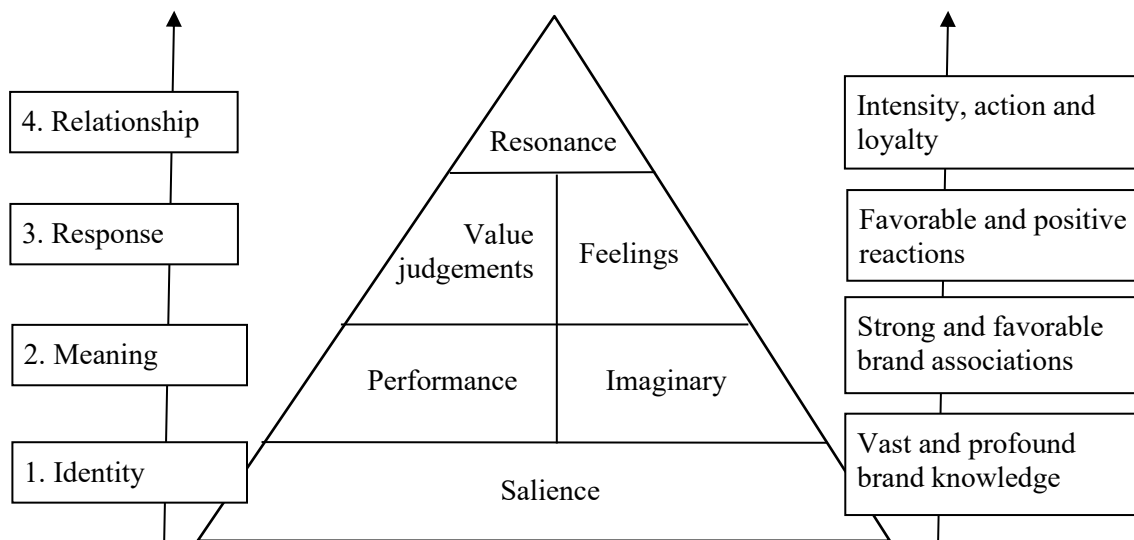 4. Relationship
Resonance
Intensity, action and
loyalty
3. Response
Value
judgements
Feelings
Favorable and positive
reactions
2. Meaning
Performance
Imaginary
Strong and favorable
brand associations
1. Identity
Salience
Vast and profound
brand knowledge